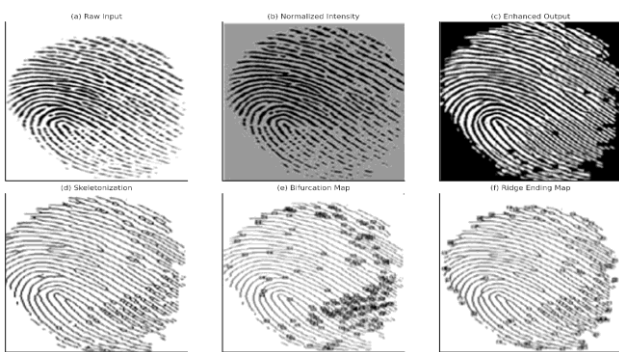 (a) Raw Input
(b) Normalized Intensity
(c) Enhanced Output
(d) Skeletonization
(e) Bifurcation Map
(f) Ridge Ending Map